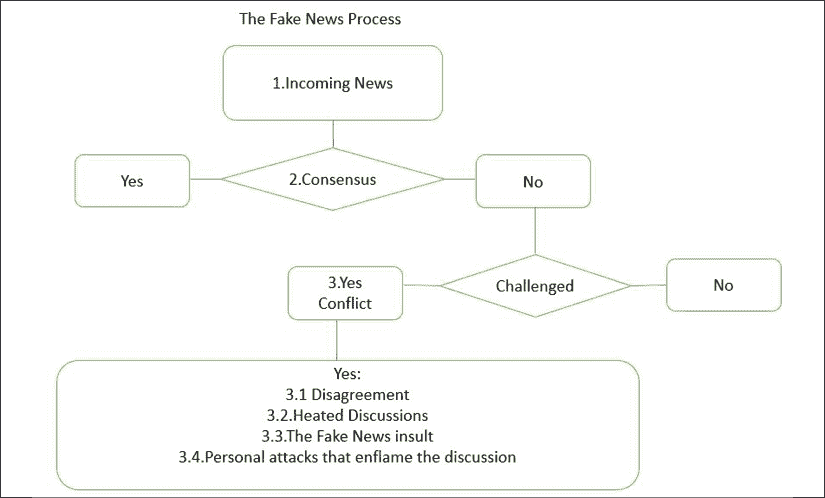 The Fake News Process
1.Incoming News
Yes
2.Consensus
No
3.Yes
Conflict
Challenged
No
Yes:
3.1 Disagreement
3.2.Heated Discussions
3.3.The Fake News insult
3.4.Personal attacks that enflame the discussion